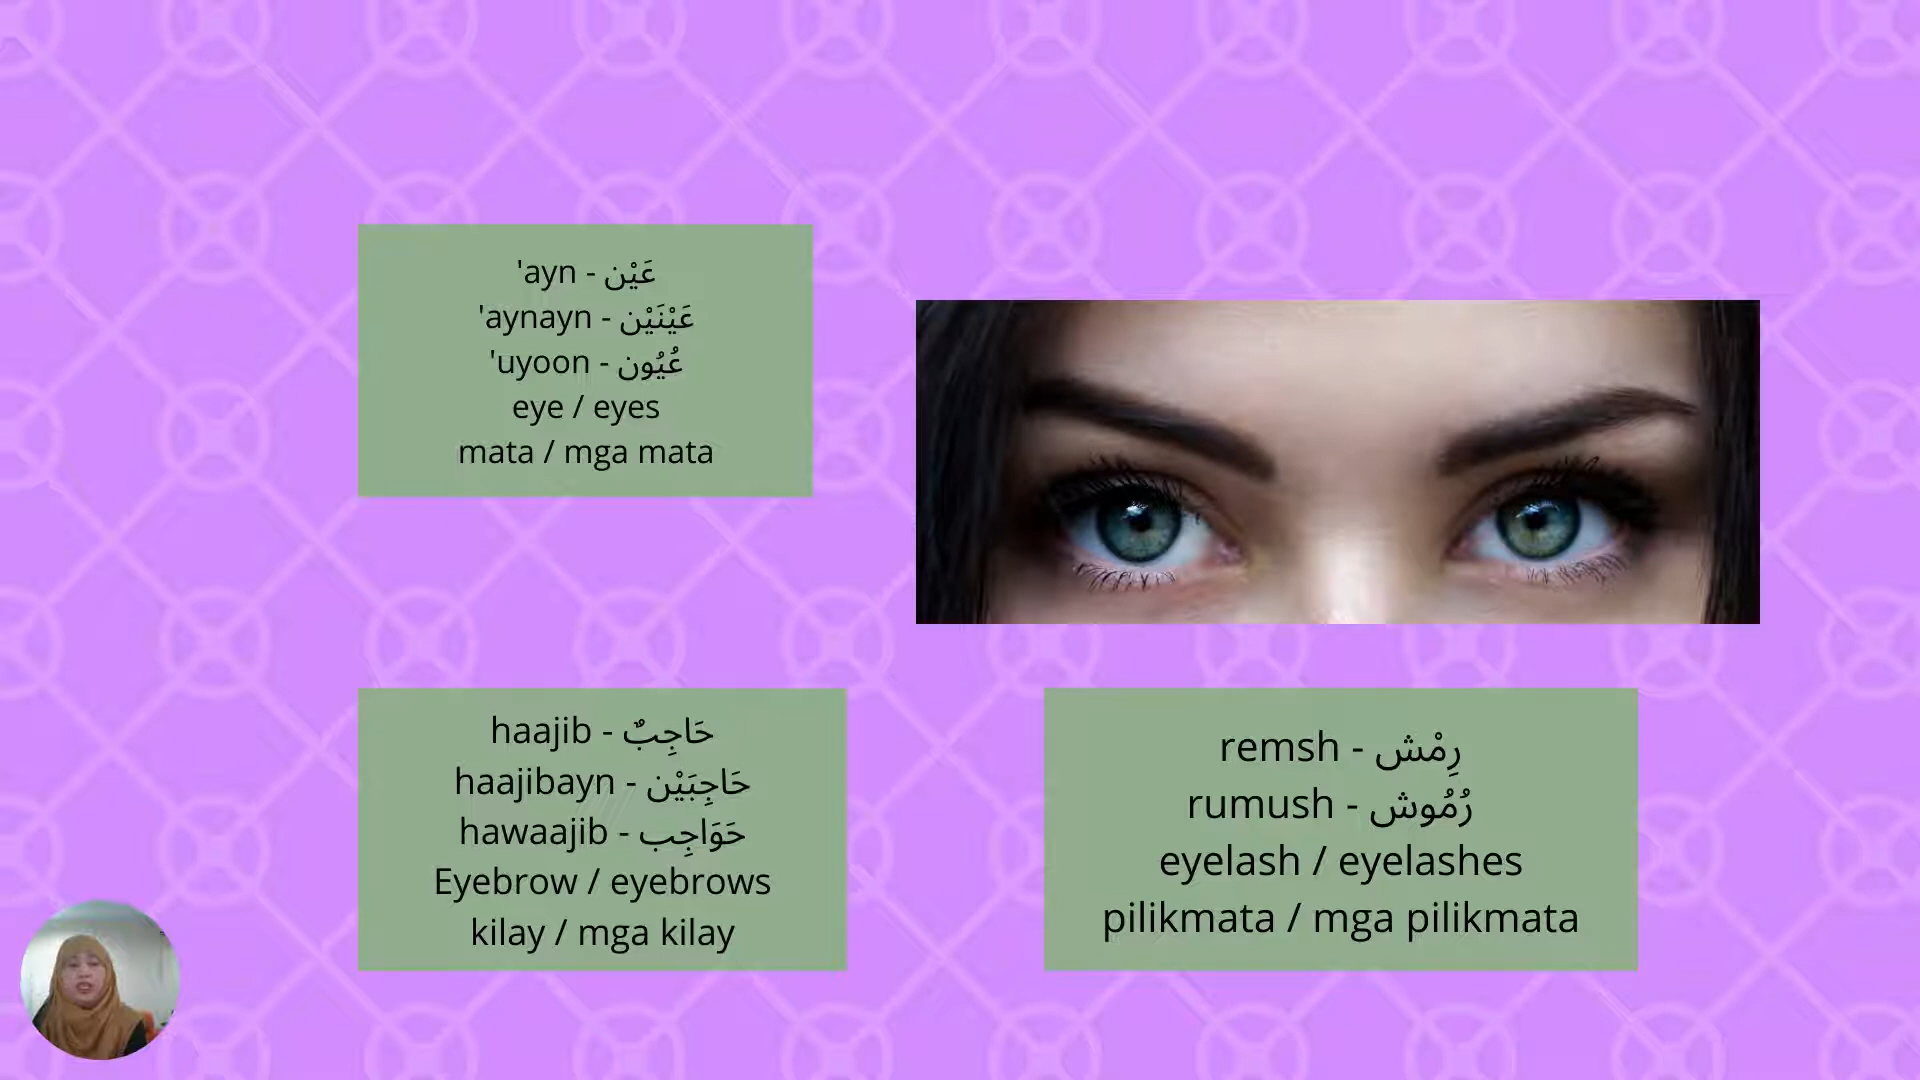 'ayn - عَيْن
'aynayn - عَيْنَيْن
'uyoon - عُيُون
eye / eyes
mata / mga mata
haajib - حَاجِبٌ
haajibayn - حَاجِبَيْن
hawaajib - حَوَاجِب
Eyebrow / eyebrows
kilay / mga kilay
remsh - رِمْش
rumush - رُمُوش
eyelash / eyelashes
pilikmata / mga pilikmata